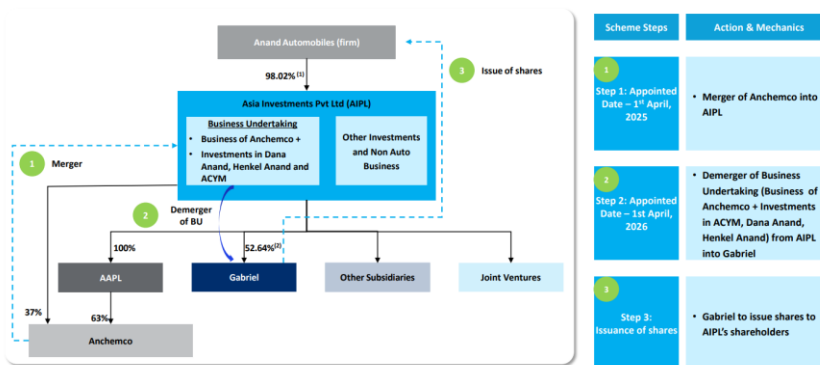 Anand Automobiles (firm)
98.02% (1)
3
Issue of shares
Asia Investments Pvt Ltd (AIPL)
Business Undertaking
• Business of Anchemco +
• Investments in Dana
Anand, Henkel Anand and
ACYM
Other Investments
and Non Auto
Business
1
Merger
2
Demerger
of BU
100%
52.64%(2)
AAPL
Gabriel
Other Subsidiaries
Joint Ventures
37%
63%
Anchemco
Scheme Steps
Action & Mechanics
1
Step 1: Appointed
Date – 1st April,
2025
• Merger of Anchemco into
AIPL
2
Step 2: Appointed
Date – 1st April,
2026
• Demerger of Business
Undertaking (Business of
Anchemco + Investments
in ACYM, Dana Anand,
Henkel Anand) from AIPL
into Gabriel
3
Step 3:
Issuance of shares
• Gabriel to issue shares to
AIPL's shareholders